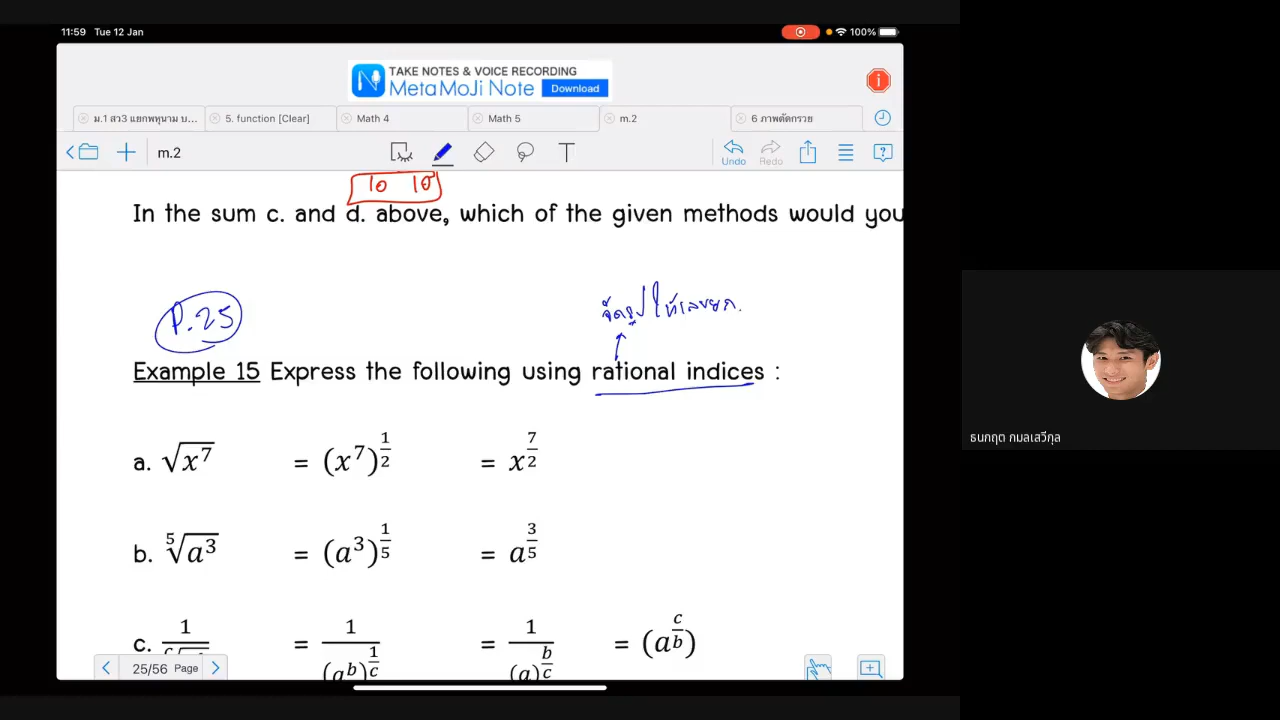 11:59 Tue 12 Jan 100%
TAKE NOTES & VOICE RECORDING
MetaMoJi Note Download
ม.1 สว3 แยกพหุนาม บ... 5. function [Clear] Math 4 Math 5 m.2 6 ภาพตัดกรวย
m.2 T Undo Redo
10 10
In the sum c. and d. above, which of the given methods would you
P.25
จัดรูปให้เลขยก.
Example 15 Express the following using rational indices :
a. √x⁷ = (x⁷)^(1/2) = x^(7/2)
b. ⁵√a³ = (a³)^(1/5) = a^(3/5)
c. 1 = 1/(a^b)^(1/c) = 1/(a)^(b/c) = (a^(c/b))
25/56 Page
ธนกฤต กมลเสวีกุล